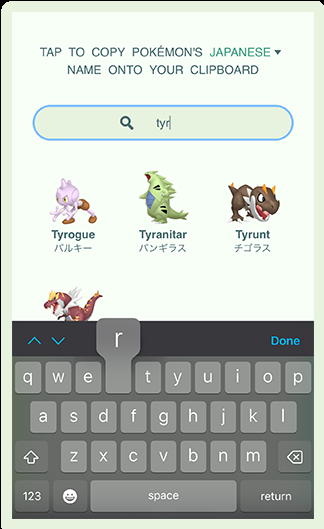 TAP TO COPY POKÉMON'S JAPANESE
NAME ONTO YOUR CLIPBOARD
tyr
Tyrogue Tyranitar Tyrunt
バルキー バンギラス チゴラス
Done
r
q w e t y u i o p
a s d f g h j k l
z x c v b n m
123 space return